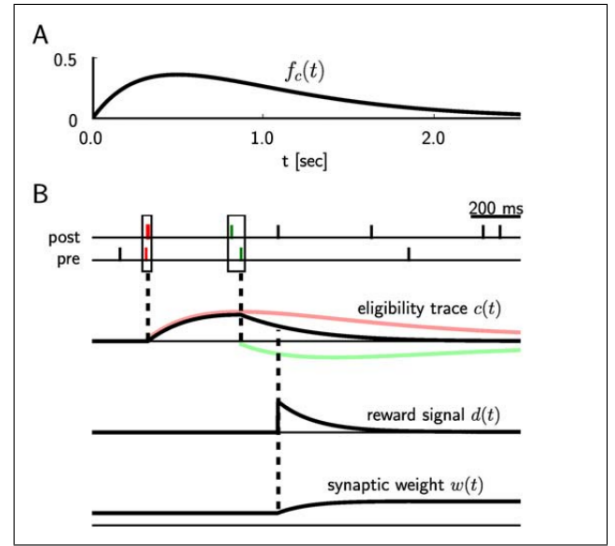 A
0.5
f_c(t)
0
0.0 1.0 2.0
t [sec]
B
200 ms
post
pre
eligibility trace c(t)
reward signal d(t)
synaptic weight w(t)